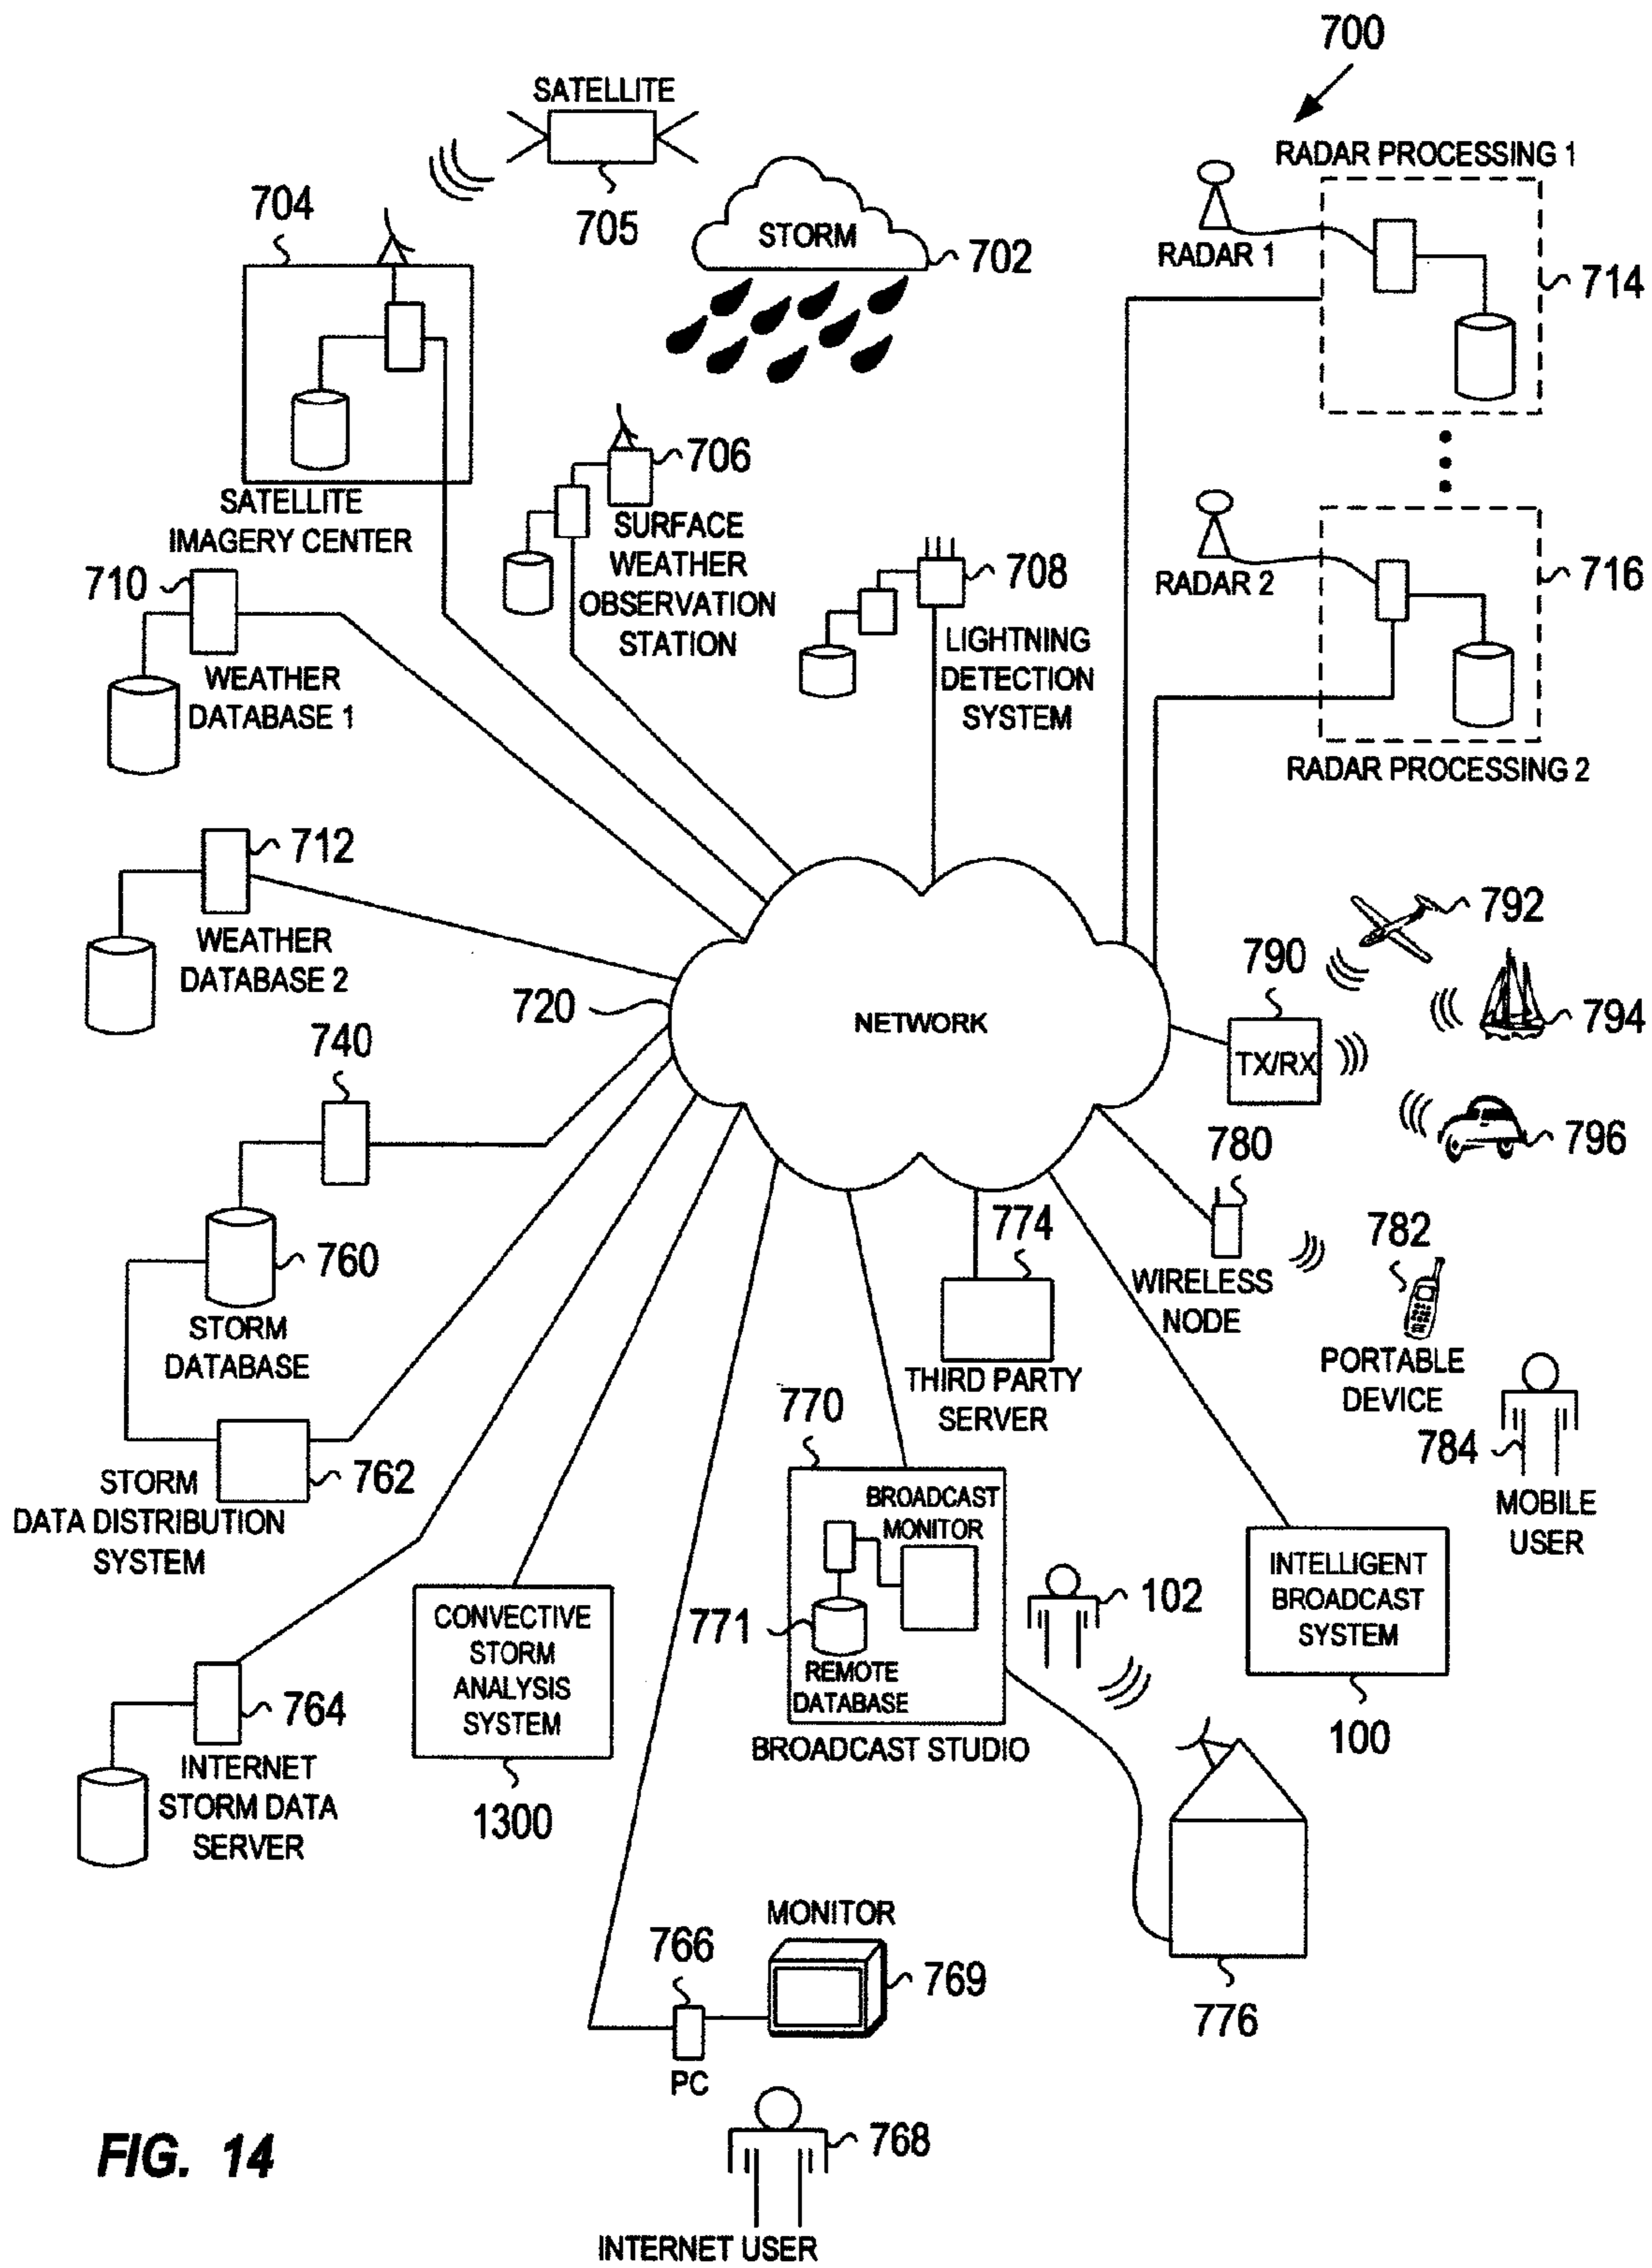 700
SATELLITE
705
704
STORM
702
RADAR PROCESSING 1
RADAR 1
714
SATELLITE
IMAGERY CENTER
706
SURFACE
WEATHER
OBSERVATION
STATION
708
LIGHTNING
DETECTION
SYSTEM
RADAR 2
716
RADAR PROCESSING 2
710
WEATHER
DATABASE 1
712
WEATHER
DATABASE 2
720
NETWORK
790
TX/RX
792
794
796
740
760
STORM
DATABASE
780
WIRELESS
NODE
782
PORTABLE
DEVICE
784
MOBILE
USER
774
THIRD PARTY
SERVER
762
STORM
DATA DISTRIBUTION
SYSTEM
770
BROADCAST
MONITOR
771
REMOTE
DATABASE
BROADCAST STUDIO
102
INTELLIGENT
BROADCAST
SYSTEM
100
764
INTERNET
STORM DATA
SERVER
CONVECTIVE
STORM
ANALYSIS
SYSTEM
1300
776
MONITOR
766
769
PC
768
INTERNET USER
FIG. 14